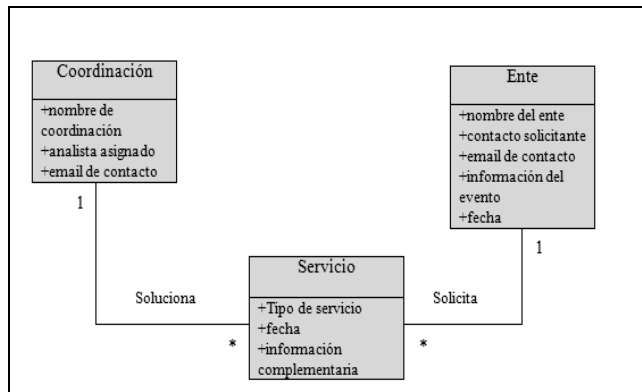 Coordinación
+nombre de
coordinación
+analista asignado
+email de contacto
1
Ente
+nombre del ente
+contacto solicitante
+email de contacto
+información del
evento
+fecha
1
Soluciona
*
Servicio
+Tipo de servicio
+fecha
+información
complementaria
Solicita
*